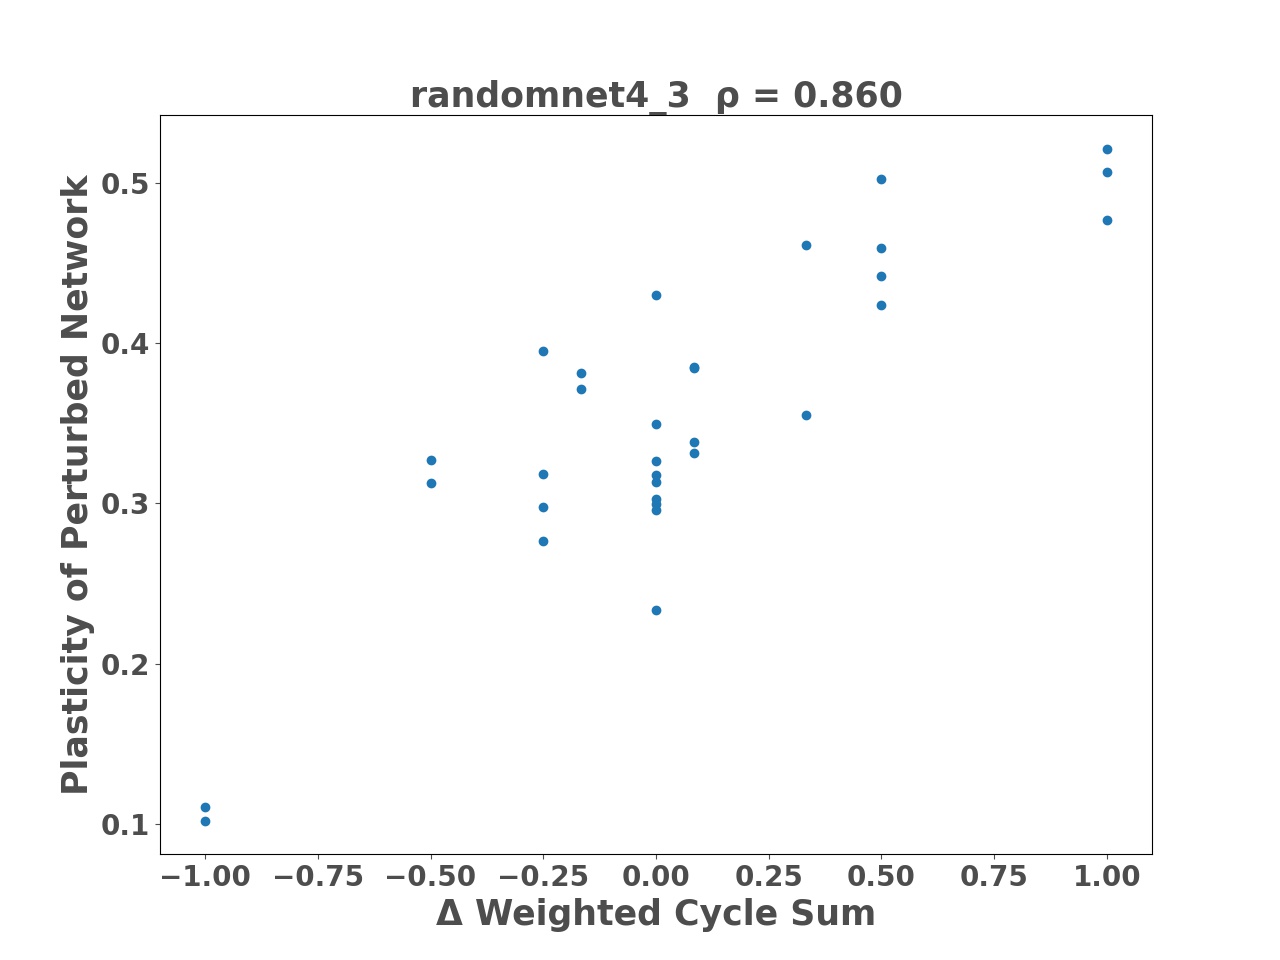 randomnet4_3 ρ = 0.860
Plasticity of Perturbed Network
0.5
0.4
0.3
0.2
0.1
−1.00 −0.75 −0.50 −0.25 0.00 0.25 0.50 0.75 1.00
Δ Weighted Cycle Sum